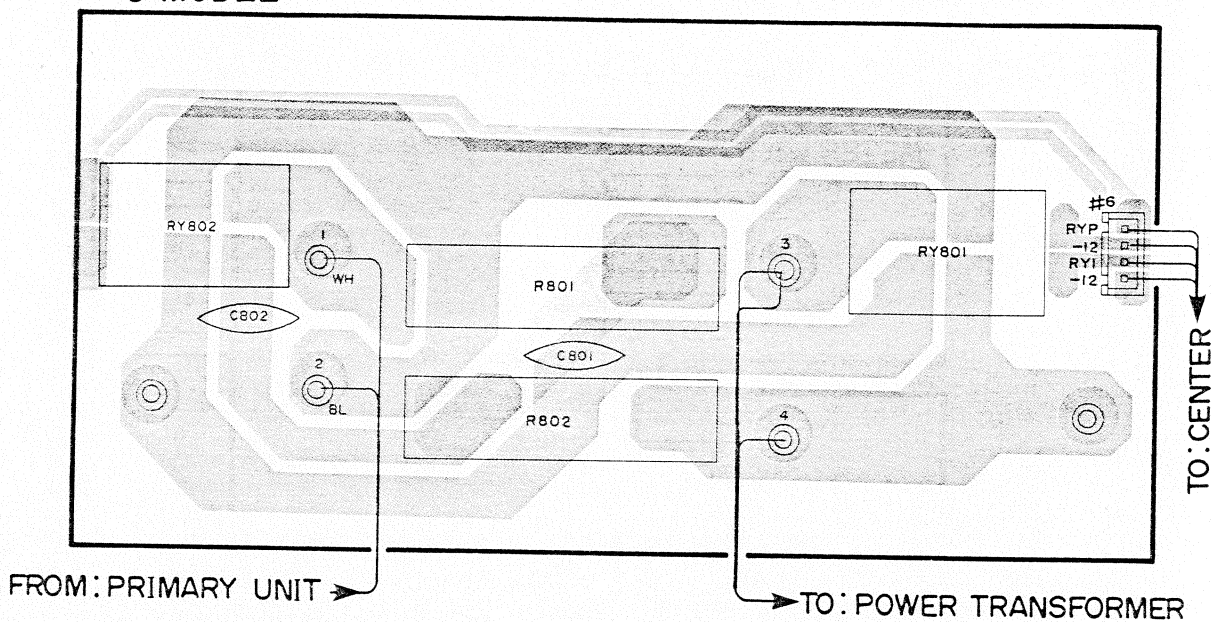 MODEL
#6
RYP
-12
RY1
-12
RY802
1
WH
3
RY801
R801
C802
C801
2
BL
R802
4
TO:CENTER
FROM:PRIMARY UNIT
TO:POWER TRANSFORMER